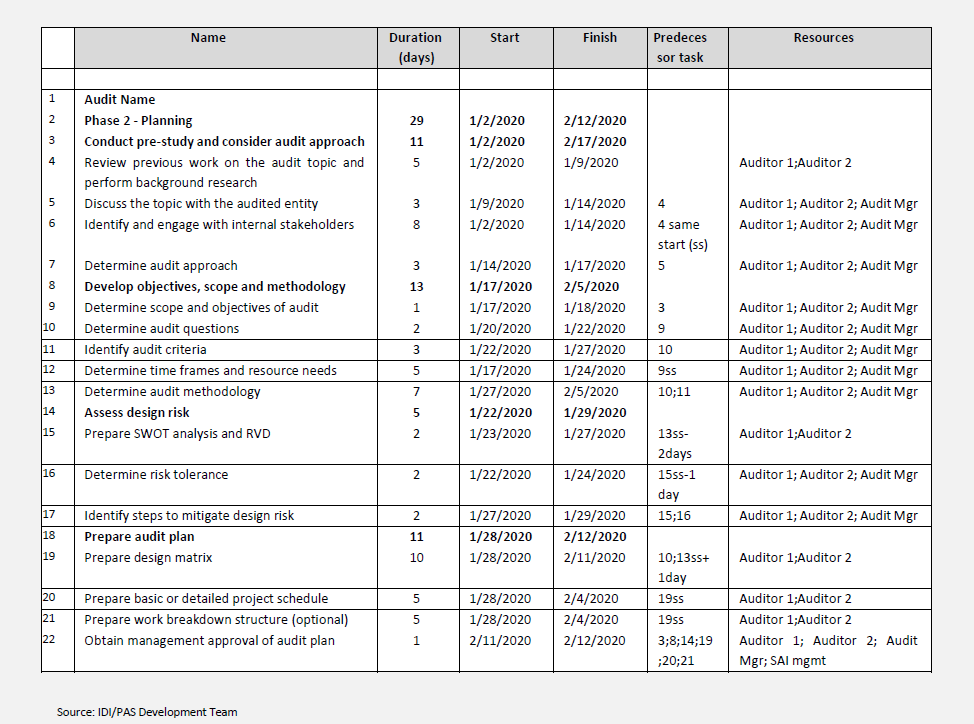 Name Duration (days) Start Finish Predeces sor task Resources
1 Audit Name
2 Phase 2 - Planning 29 1/2/2020 2/12/2020
3 Conduct pre-study and consider audit approach 11 1/2/2020 2/17/2020
4 Review previous work on the audit topic and 5 1/2/2020 1/9/2020 Auditor 1;Auditor 2
perform background research
5 Discuss the topic with the audited entity 3 1/9/2020 1/14/2020 4 Auditor 1; Auditor 2; Audit Mgr
6 Identify and engage with internal stakeholders 8 1/2/2020 1/14/2020 4 same Auditor 1; Auditor 2; Audit Mgr
start (ss)
7 Determine audit approach 3 1/14/2020 1/17/2020 5 Auditor 1; Auditor 2; Audit Mgr
8 Develop objectives, scope and methodology 13 1/17/2020 2/5/2020
9 Determine scope and objectives of audit 1 1/17/2020 1/18/2020 3 Auditor 1; Auditor 2; Audit Mgr
10 Determine audit questions 2 1/20/2020 1/22/2020 9 Auditor 1; Auditor 2; Audit Mgr
11 Identify audit criteria 3 1/22/2020 1/27/2020 10 Auditor 1; Auditor 2; Audit Mgr
12 Determine time frames and resource needs 5 1/17/2020 1/24/2020 9ss Auditor 1; Auditor 2; Audit Mgr
13 Determine audit methodology 7 1/27/2020 2/5/2020 10;11 Auditor 1; Auditor 2; Audit Mgr
14 Assess design risk 5 1/22/2020 1/29/2020
15 Prepare SWOT analysis and RVD 2 1/23/2020 1/27/2020 13ss- Auditor 1;Auditor 2
2days
16 Determine risk tolerance 2 1/22/2020 1/24/2020 15ss-1 Auditor 1; Auditor 2; Audit Mgr
day
17 Identify steps to mitigate design risk 2 1/27/2020 1/29/2020 15;16 Auditor 1; Auditor 2; Audit Mgr
18 Prepare audit plan 11 1/28/2020 2/12/2020
19 Prepare design matrix 10 1/28/2020 2/11/2020 10;13ss+ Auditor 1;Auditor 2
1day
20 Prepare basic or detailed project schedule 5 1/28/2020 2/4/2020 19ss Auditor 1;Auditor 2
21 Prepare work breakdown structure (optional) 5 1/28/2020 2/4/2020 19ss Auditor 1;Auditor 2
22 Obtain management approval of audit plan 1 2/11/2020 2/12/2020 3;8;14;19 Auditor 1; Auditor 2; Audit
;20;21 Mgr; SAI mgmt
Source: IDI/PAS Development Team